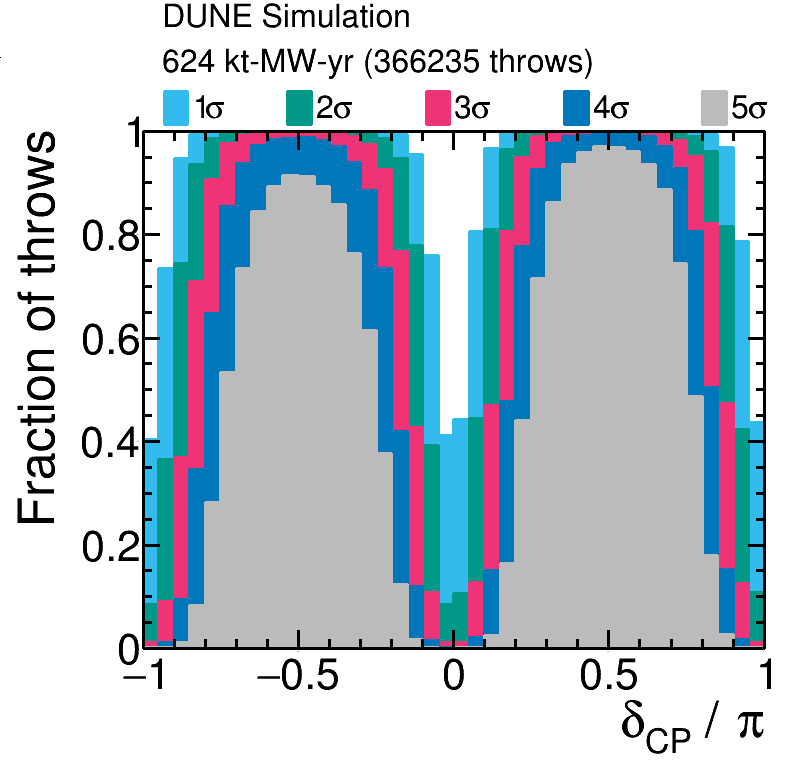 DUNE Simulation
624 kt-MW-yr (366235 throws)
1σ 2σ 3σ 4σ 5σ
Fraction of throws
1
0.8
0.6
0.4
0.2
0
−1 −0.5 0 0.5 1
δCP / π